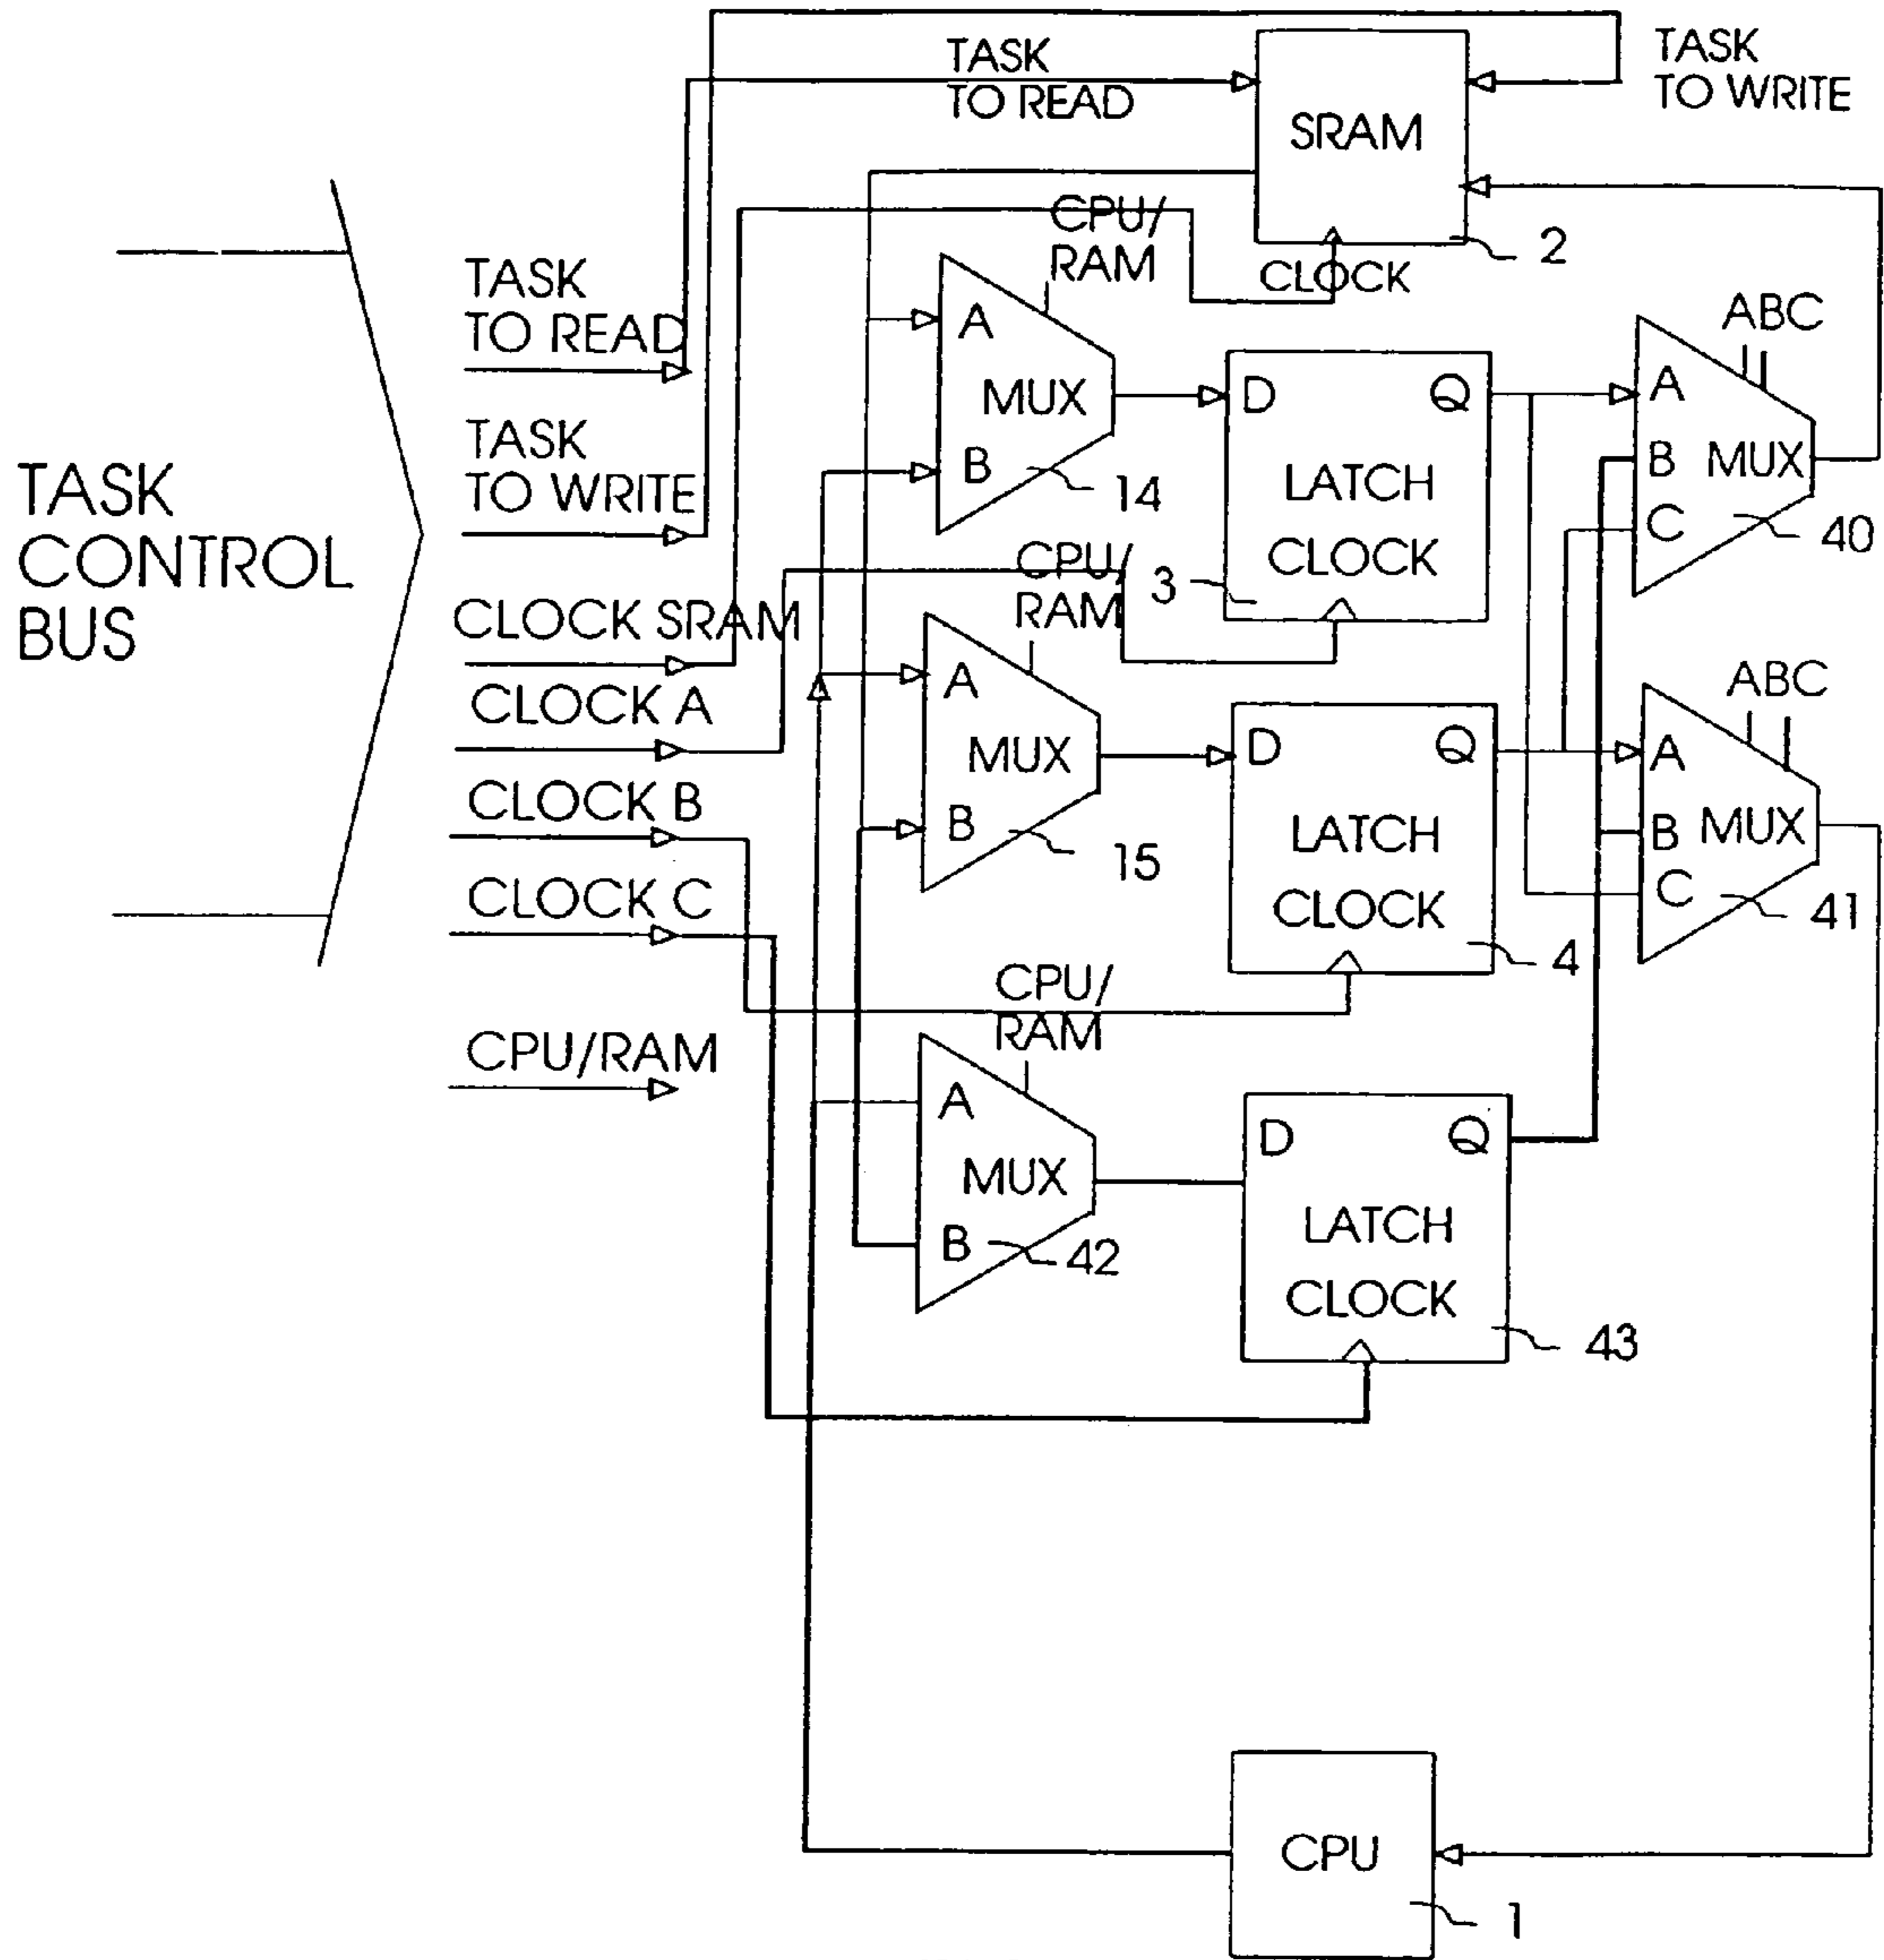 TASK
TO READ
TASK
TO WRITE
SRAM
2
CLOCK
CPU/
RAM
TASK
TO READ
TASK
TO WRITE
TASK
CONTROL
BUS
CLOCK SRAM
CLOCK A
CLOCK B
CLOCK C
CPU/RAM
A
MUX
B
14
D
Q
LATCH
CLOCK
3
ABC
A
B
MUX
C
40
CPU/
RAM
A
MUX
B
15
D
Q
LATCH
CLOCK
4
ABC
A
B
MUX
C
41
CPU/
RAM
A
MUX
B
42
D
Q
LATCH
CLOCK
43
CPU
1